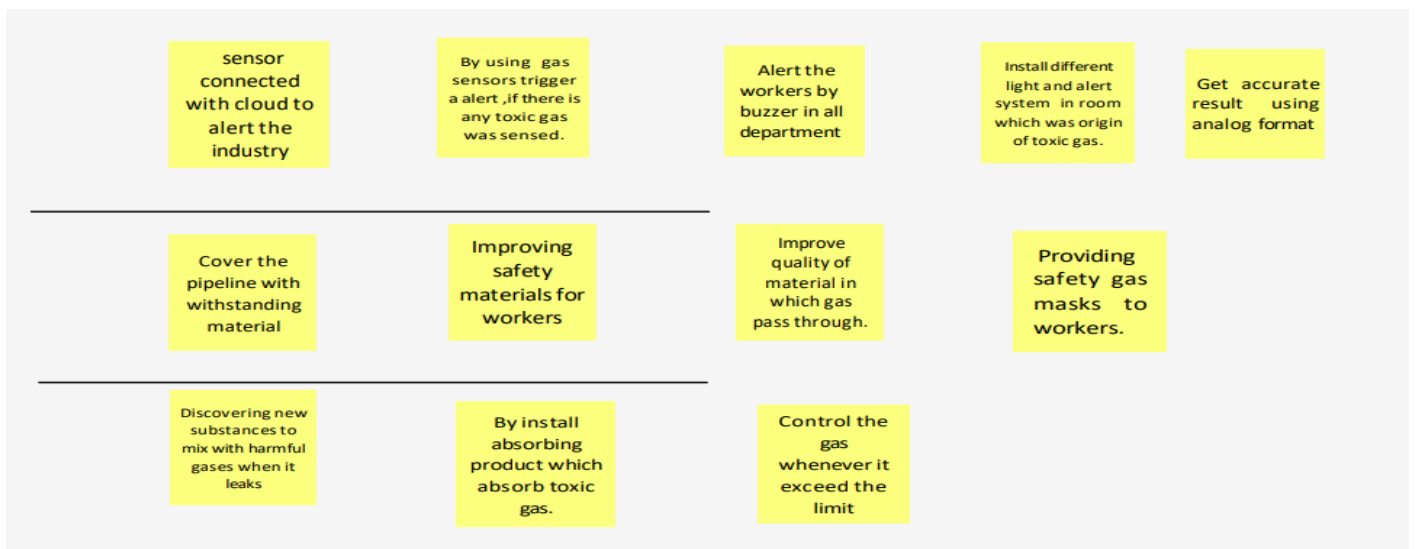 sensor
connected
with cloud to
alert the
industry
By using gas
sensors trigger
a alert ,if there is
any toxic gas
was sensed.
Alert the
workers by
buzzer in all
department
Install different
light and alert
system in room
which was origin
of toxic gas.
Get accurate
result using
analog format
Cover the
pipeline with
withstanding
material
Improving
safety
materials for
workers
Improve
quality of
material in
which gas
pass through.
Providing
safety gas
masks to
workers.
Discovering new
substances to
mix with harmful
gases when it
leaks
By install
absorbing
product which
absorb toxic
gas.
Control the
gas
whenever it
exceed the
limit